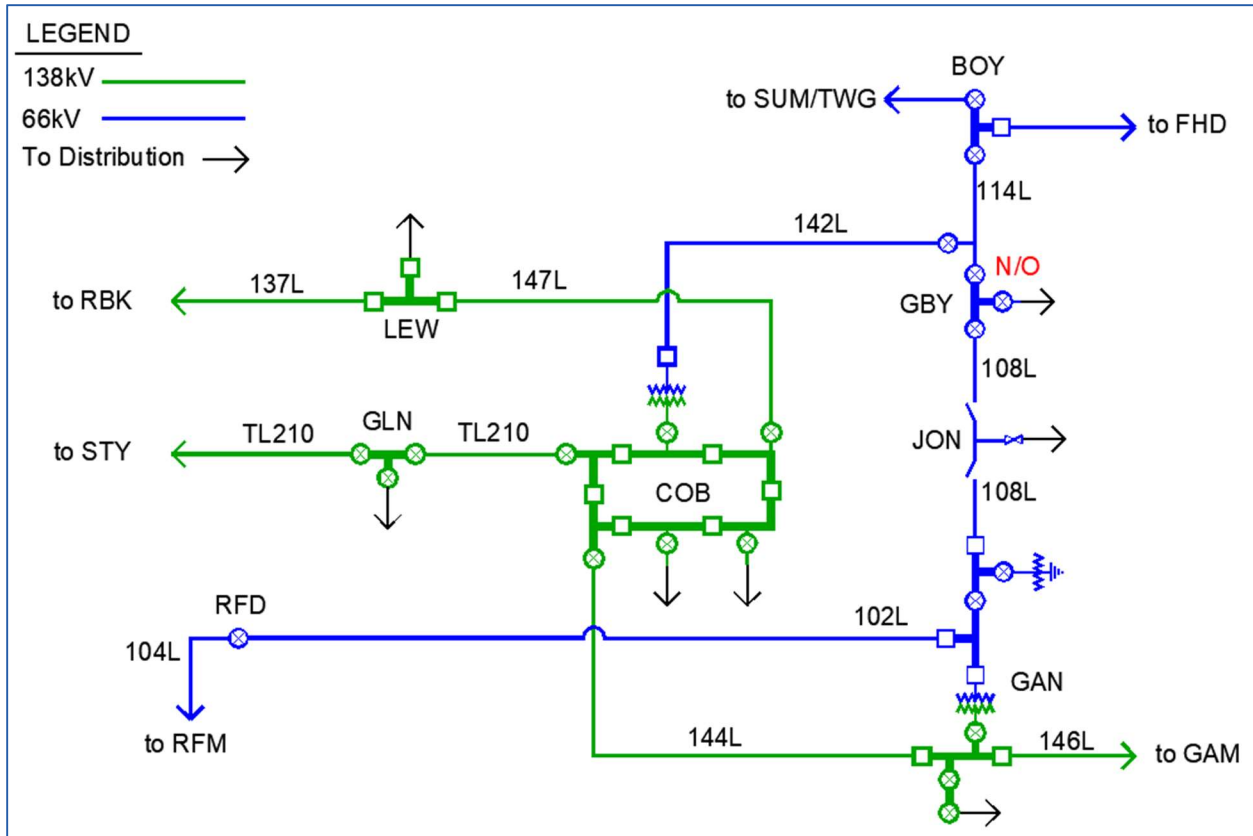 LEGEND
138kV
66kV
To Distribution
BOY
to SUM/TWG
to FHD
114L
142L
N/O
137L
147L
to RBK
GBY
LEW
108L
GLN
TL210
TL210
to STY
JON
COB
108L
RFD
102L
104L
GAN
to RFM
144L
146L
to GAM